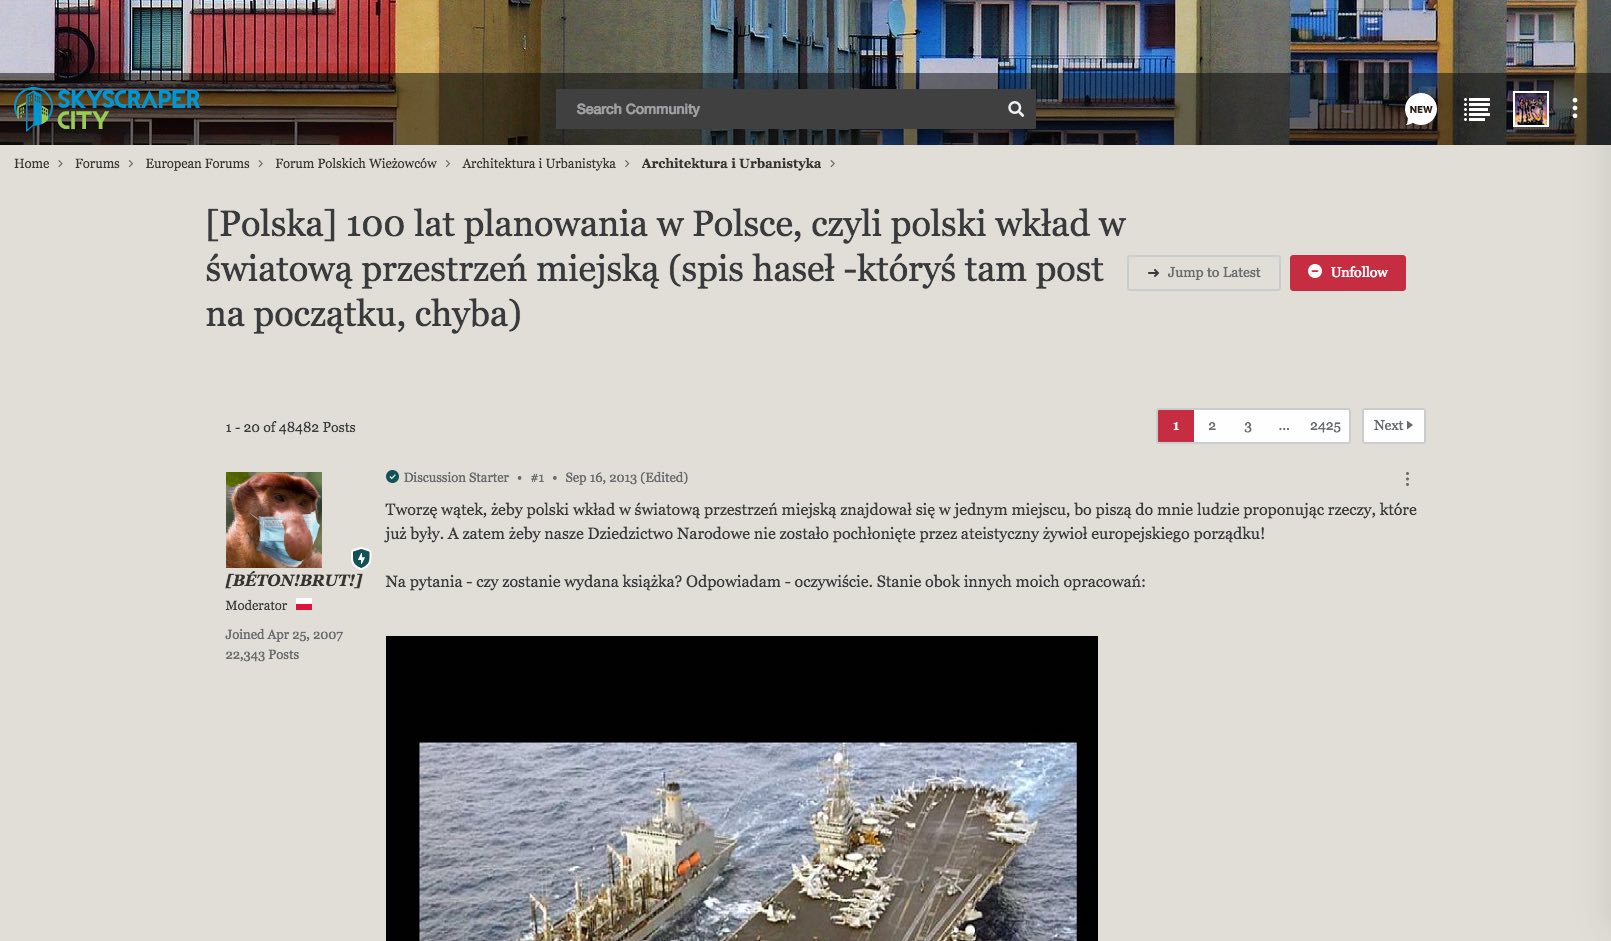 SKYSCRAPER
CITY
Search Community
NEW
Home > Forums > European Forums > Forum Polskich Wieżowców > Architektura i Urbanistyka > Architektura i Urbanistyka >
[Polska] 100 lat planowania w Polsce, czyli polski wkład w
światową przestrzeń miejską (spis haseł -któryś tam post
na początku, chyba)
Jump to Latest
Unfollow
1 - 20 of 48482 Posts
1 2 3 ... 2425 Next
Discussion Starter • #1 • Sep 16, 2013 (Edited)
Tworzę wątek, żeby polski wkład w światową przestrzeń miejską znajdował się w jednym miejscu, bo piszą do mnie ludzie proponując rzeczy, które
już były. A zatem żeby nasze Dziedzictwo Narodowe nie zostało pochłonięte przez ateistyczny żywioł europejskiego porządku!
[BÉTON!BRUT!]
Na pytania - czy zostanie wydana książka? Odpowiadam - oczywiście. Stanie obok innych moich opracowań:
Moderator
Joined Apr 25, 2007
22,343 Posts